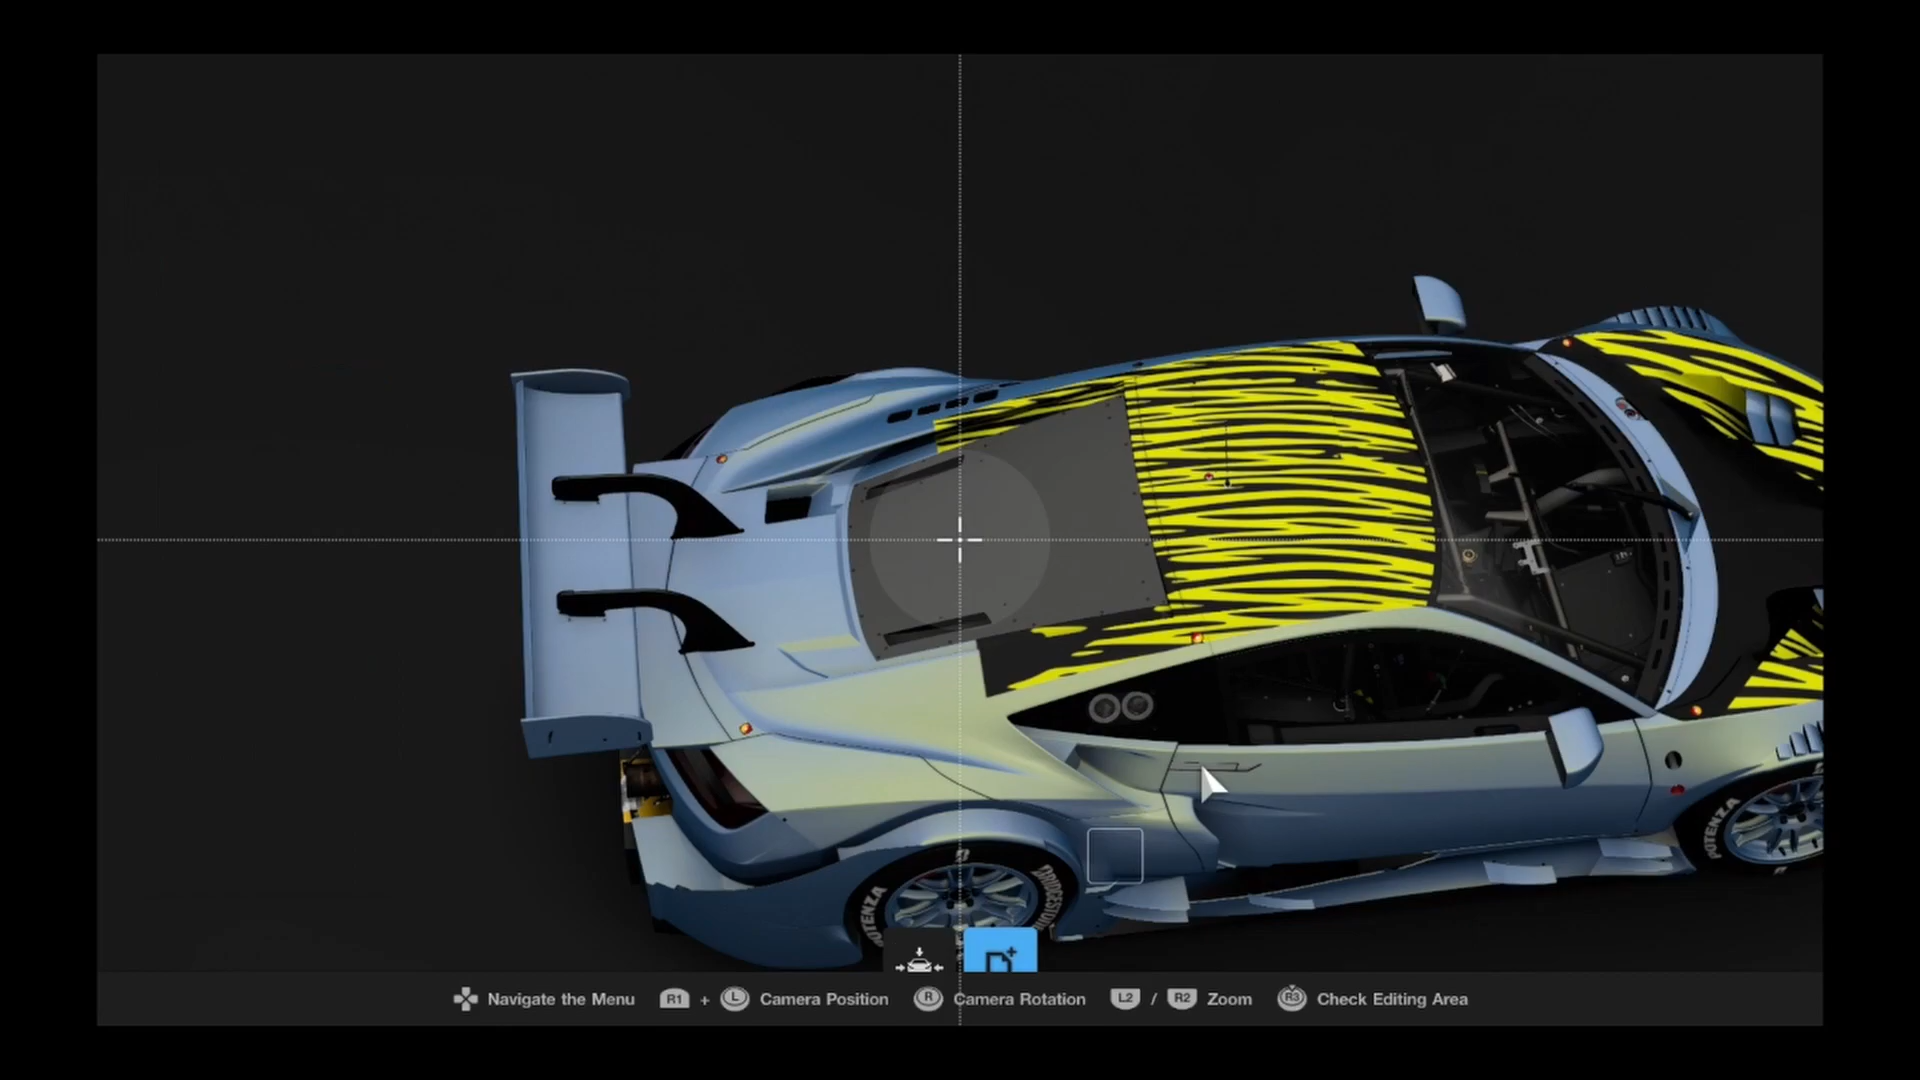 POTENZA
POTENZA
BRIDGESTONE
Navigate the Menu R1 + L Camera Position R Camera Rotation L2 / R2 Zoom R3 Check Editing Area